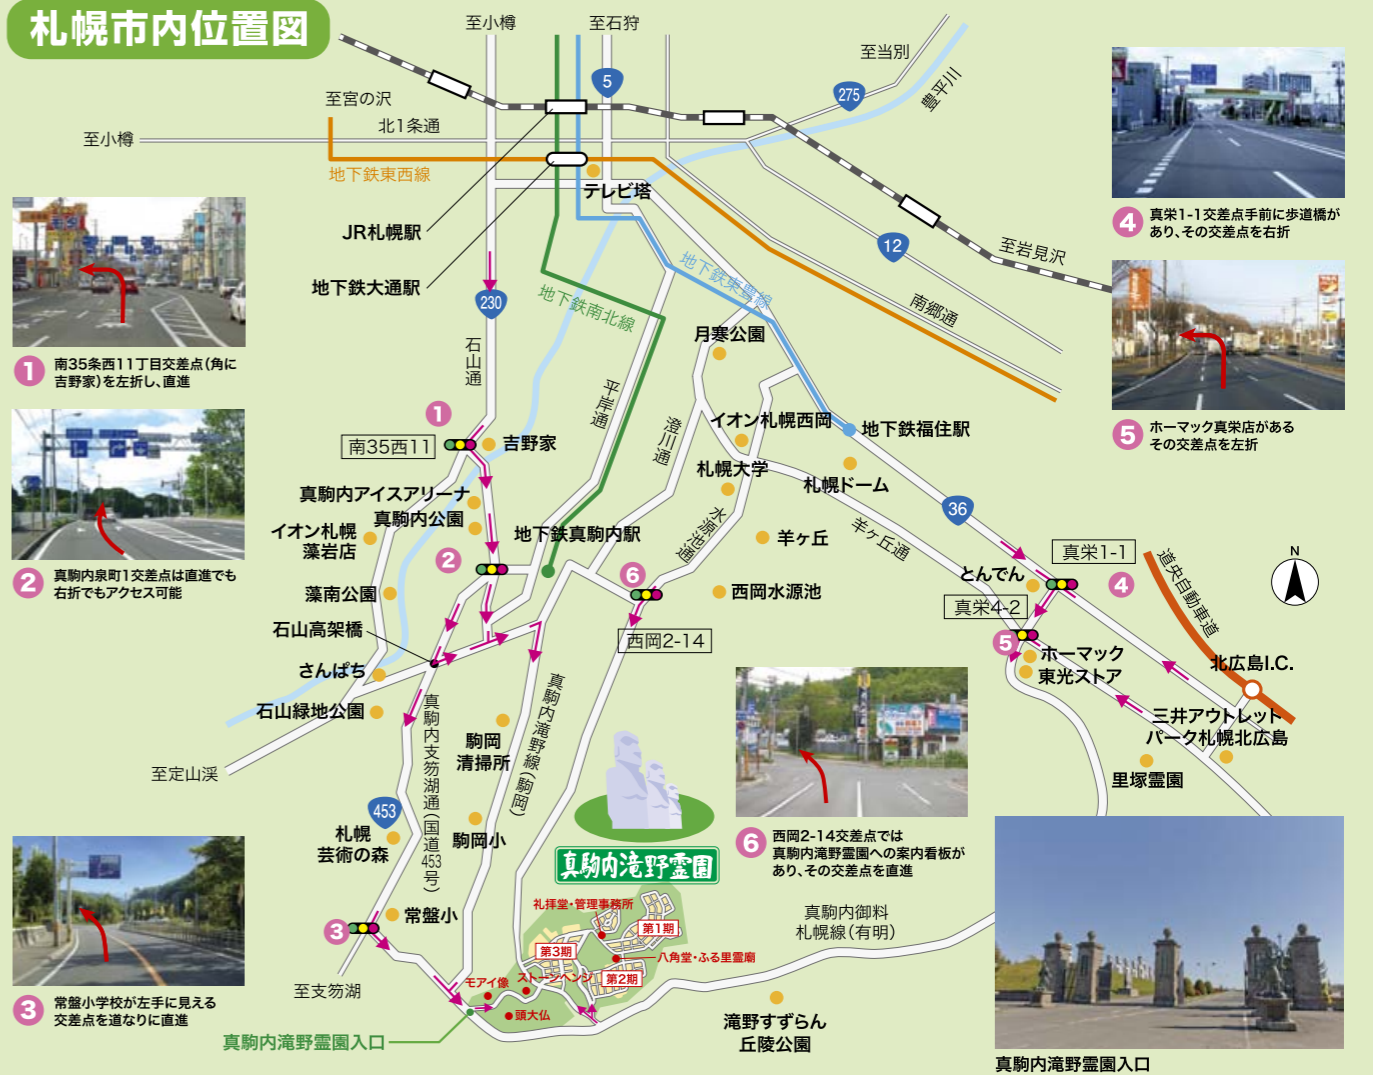 札幌市内位置図
至小樽
至石狩
至当別
5
275
豊平川
至宮の沢
北1条通
至小樽
地下鉄東西線
テレビ塔
JR札幌駅
12
至岩見沢
地下鉄大通駅
230
地下鉄南北線
地下鉄東豊線
南郷通
月寒公園
石山通
平岸通
澄川通
1
南35条西11丁目交差点(角に
吉野家)を左折し、直進
4
真栄1-1交差点手前に歩道橋が
あり、その交差点を右折
5
ホーマック真栄店がある
その交差点を左折
1
南35西11
吉野家
イオン札幌西岡
地下鉄福住駅
札幌大学
札幌ドーム
真駒内アイスアリーナ
真駒内公園
イオン札幌
藻岩店
地下鉄真駒内駅
水源池通
羊ヶ丘
羊ヶ丘通
36
真栄1-1
道央自動車道
N
2
真駒内泉町1交差点は直進でも
右折でもアクセス可能
2
6
とんでん
4
藻南公園
西岡水源池
真栄4-2
石山高架橋
西岡2-14
5
ホーマック
東光ストア
北広島I.C.
さんぱち
石山緑地公園
三井アウトレット
パーク札幌北広島
至定山渓
真駒内支笏湖通(国道453号)
駒岡
清掃所
真駒内滝野線(駒岡)
里塚霊園
453
札幌
芸術の森
駒岡小
真駒内滝野霊園
6
西岡2-14交差点では
真駒内滝野霊園への案内看板が
あり、その交差点を直進
3
常盤小
礼拝堂・管理事務所
第1期
第3期
八角堂・ふる里霊廟
第2期
モアイ像
ストーンヘンジ
頭大仏
真駒内御料
札幌線(有明)
至支笏湖
3
常盤小学校が左手に見える
交差点を道なりに直進
真駒内滝野霊園入口
滝野すずらん
丘陵公園
真駒内滝野霊園入口